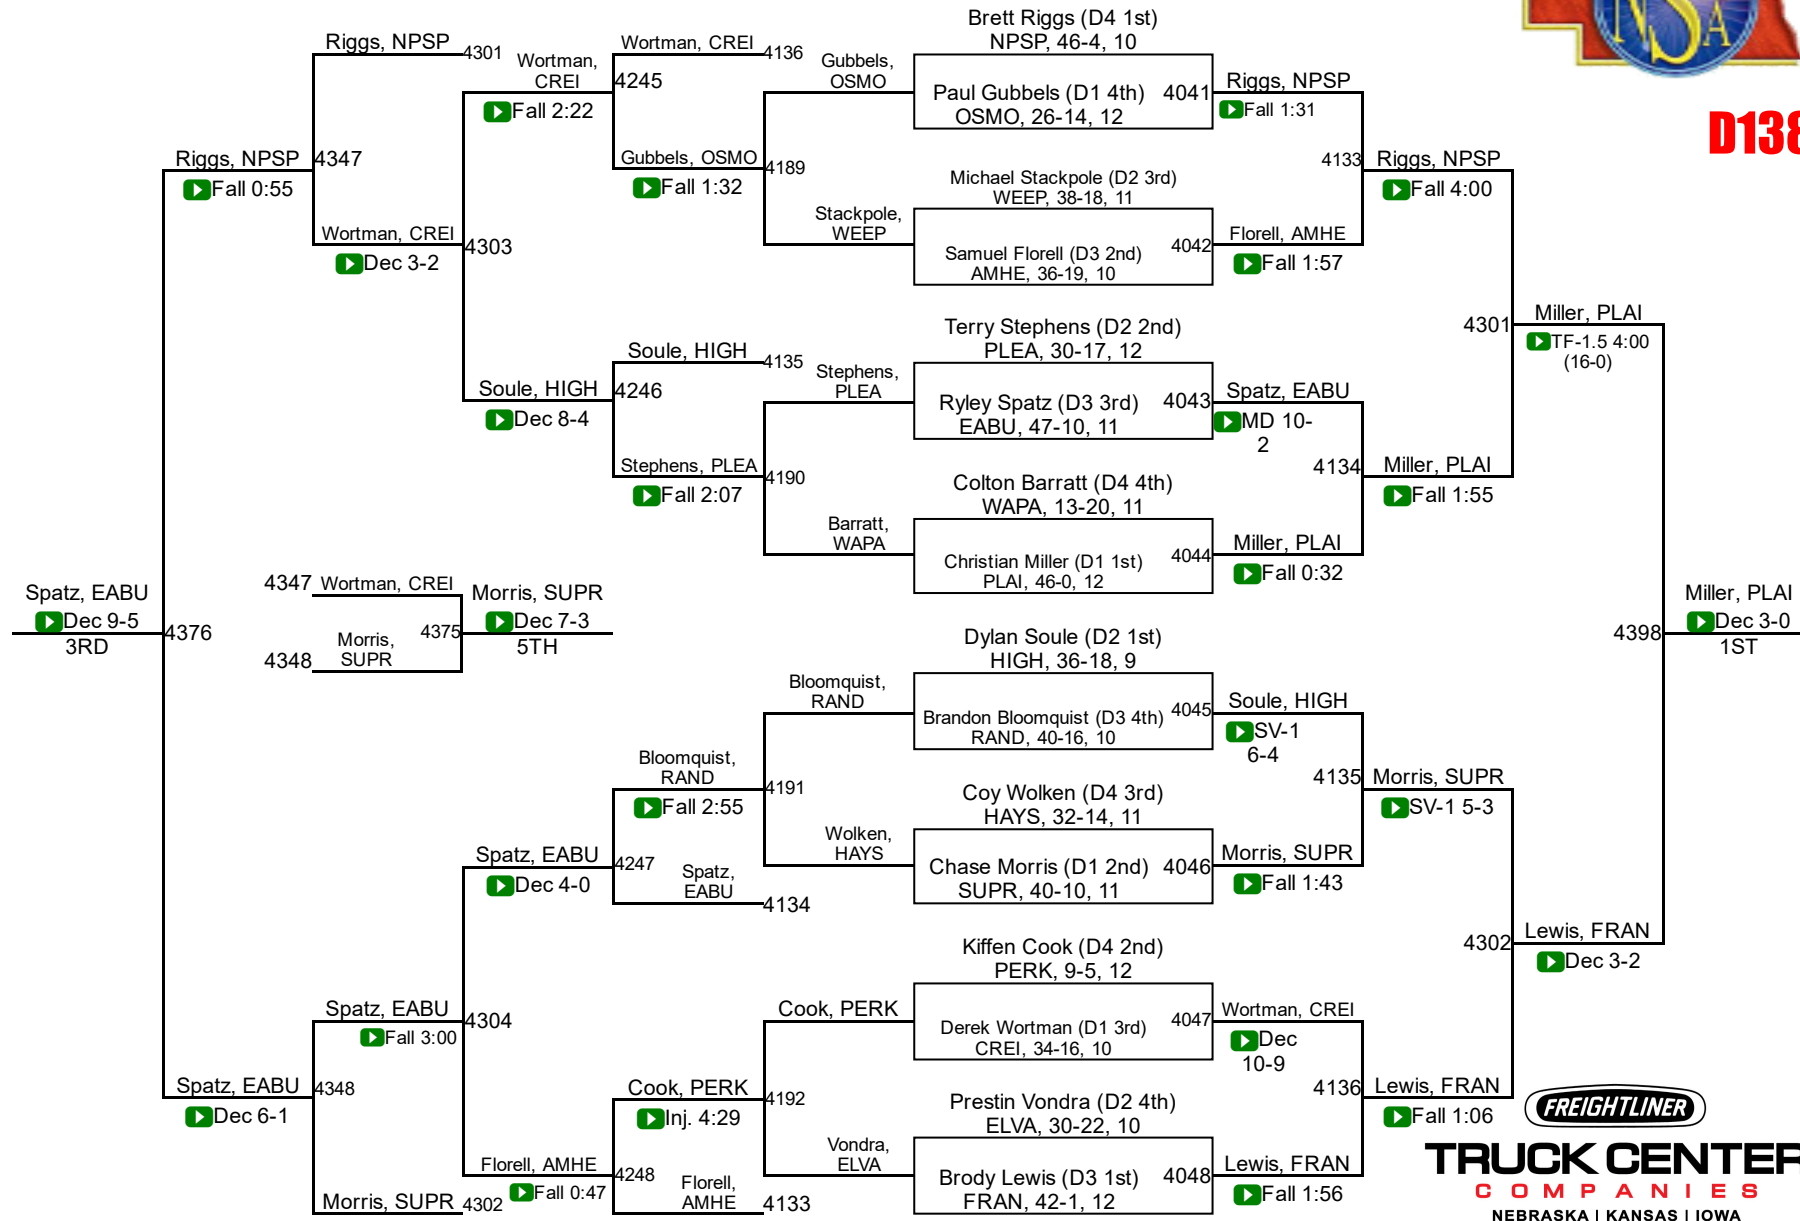 Brett Riggs (D4 1st)
NPSP, 46-4, 10
Riggs, NPSP
4301
Wortman,
CREI
Fall 2:22
Wortman, CREI
4136
4245
Gubbels,
OSMO
Paul Gubbels (D1 4th)
OSMO, 26-14, 12
4041
Riggs, NPSP
Fall 1:31
NSA
D138
Riggs, NPSP
4347
Fall 0:55
Gubbels, OSMO
4189
Fall 1:32
Michael Stackpole (D2 3rd)
WEEP, 38-18, 11
4133
Riggs, NPSP
Fall 4:00
Wortman, CREI
4303
Dec 3-2
Stackpole,
WEEP
Samuel Florell (D3 2nd)
AMHE, 36-19, 10
4042
Florell, AMHE
Fall 1:57
Terry Stephens (D2 2nd)
PLEA, 30-17, 12
4301
Miller, PLAI
TF-1.5 4:00
(16-0)
Soule, HIGH
4135
Soule, HIGH
4246
Dec 8-4
Stephens,
PLEA
Ryley Spatz (D3 3rd)
EABU, 47-10, 11
4043
Spatz, EABU
MD 10-
2
Stephens, PLEA
4190
Fall 2:07
Colton Barratt (D4 4th)
WAPA, 13-20, 11
4134
Miller, PLAI
Fall 1:55
Barratt,
WAPA
Christian Miller (D1 1st)
PLAI, 46-0, 12
4044
Miller, PLAI
Fall 0:32
Spatz, EABU
Dec 9-5
3RD
4376
4347
Wortman, CREI
4348
Morris,
SUPR
4375
Morris, SUPR
Dec 7-3
5TH
Dylan Soule (D2 1st)
HIGH, 36-18, 9
4398
Miller, PLAI
Dec 3-0
1ST
Bloomquist,
RAND
Brandon Bloomquist (D3 4th)
RAND, 40-16, 10
4045
Soule, HIGH
SV-1
6-4
Bloomquist,
RAND
4191
Fall 2:55
Coy Wolken (D4 3rd)
HAYS, 32-14, 11
4135
Morris, SUPR
SV-1 5-3
Spatz, EABU
4247
Dec 4-0
Spatz,
EABU
4134
Wolken,
HAYS
Chase Morris (D1 2nd)
SUPR, 40-10, 11
4046
Morris, SUPR
Fall 1:43
Kiffen Cook (D4 2nd)
PERK, 9-5, 12
4302
Lewis, FRAN
Dec 3-2
Spatz, EABU
4304
Fall 3:00
Cook, PERK
Derek Wortman (D1 3rd)
CREI, 34-16, 10
4047
Wortman, CREI
Dec
10-9
Spatz, EABU
4348
Dec 6-1
Cook, PERK
4192
Inj. 4:29
Prestin Vondra (D2 4th)
ELVA, 30-22, 10
4136
Lewis, FRAN
Fall 1:06
Morris, SUPR
4302
Florell, AMHE
4248
Fall 0:47
Florell,
AMHE
4133
Vondra,
ELVA
Brody Lewis (D3 1st)
FRAN, 42-1, 12
4048
Lewis, FRAN
Fall 1:56
FREIGHTLINER
TRUCK CENTER
COMPANIES
NEBRASKA | KANSAS | IOWA